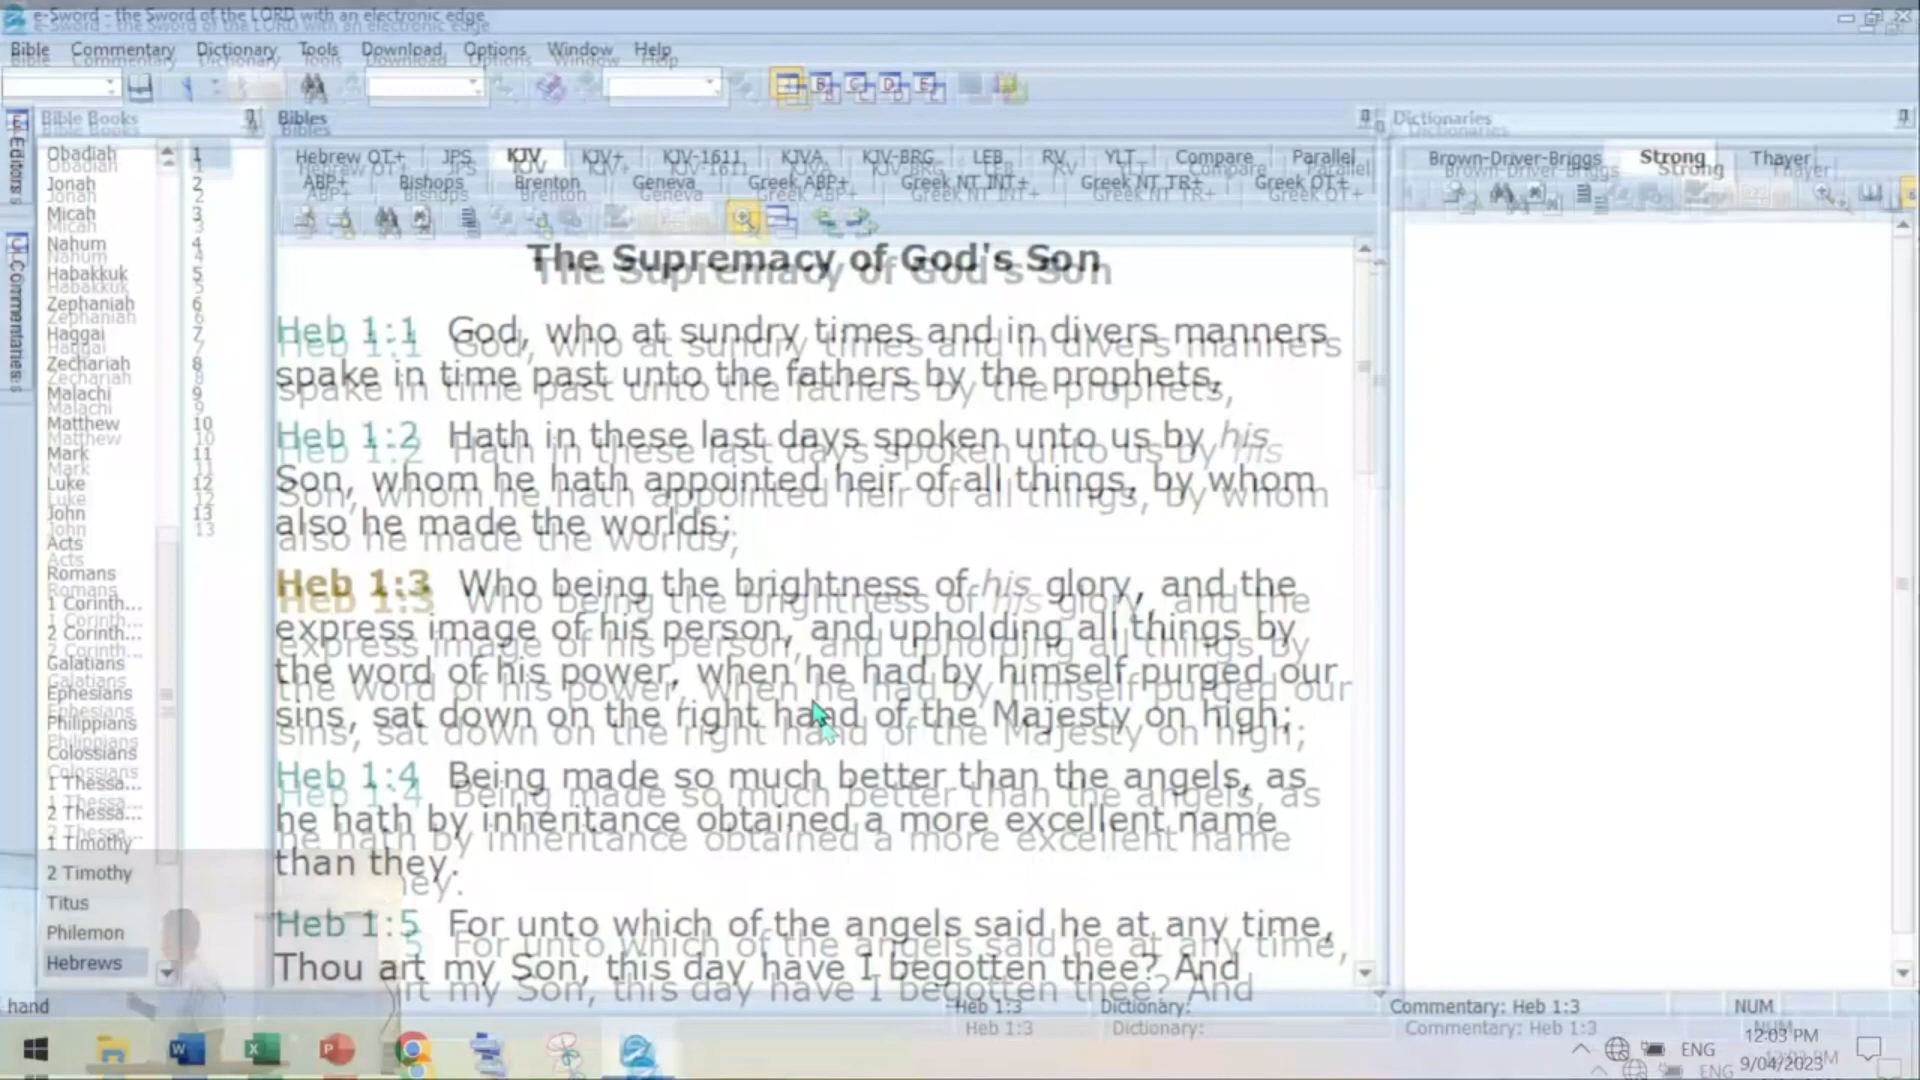 e-Sword - the Sword of the LORD with an electronic edge
Bible Commentary Dictionary Tools Download Options Window Help
Bible Books
Bibles
Dictionaries
Editors
Commentaries
Obadiah
Jonah
Micah
Nahum
Habakkuk
Zephaniah
Haggai
Zechariah
Malachi
Matthew
Mark
Luke
John
Acts
Romans
1 Corinth...
2 Corinth...
Galatians
Ephesians
Philippians
Colossians
1 Thessa...
2 Thessa...
1 Timothy
2 Timothy
Titus
Philemon
Hebrews
1
2
3
4
5
6
7
8
9
10
11
12
13
Hebrew OT+ JPS KJV KJV+ KJV-1611 KJVA KJV-BRG LEB RV YLT Compare Parallel
ABP+ Bishops Brenton Geneva Greek ABP+ Greek NT INT+ Greek NT TR+ Greek OT+
Brown-Driver-Briggs Strong Thayer
The Supremacy of God's Son
Heb 1:1 God, who at sundry times and in divers manners
spake in time past unto the fathers by the prophets,
Heb 1:2 Hath in these last days spoken unto us by his
Son, whom he hath appointed heir of all things, by whom
also he made the worlds;
Heb 1:3 Who being the brightness of his glory, and the
express image of his person, and upholding all things by
the word of his power, when he had by himself purged our
sins, sat down on the right hand of the Majesty on high;
Heb 1:4 Being made so much better than the angels, as
he hath by inheritance obtained a more excellent name
than they.
Heb 1:5 For unto which of the angels said he at any time,
Thou art my Son, this day have I begotten thee? And
hand
Heb 1:3 Dictionary:
Commentary: Heb 1:3
NUM
ENG
12:03 PM
9/04/2023